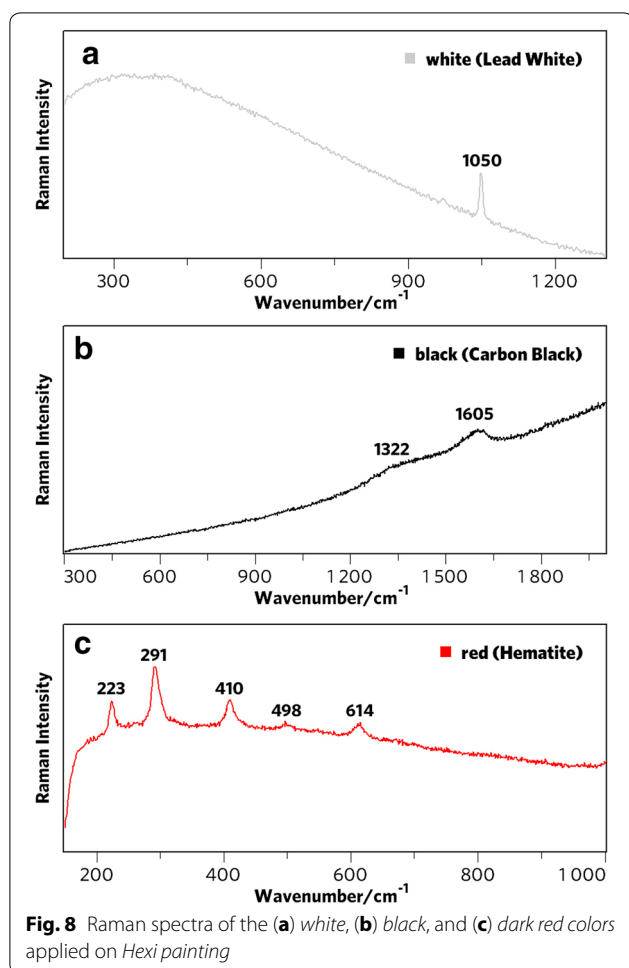 a
white (Lead White)
1050
Raman Intensity
300 600 900 1200
Wavenumber/cm-1
b
black (Carbon Black)
1322
1605
Raman Intensity
300 600 900 1200 1500 1800
Wavenumber/cm-1
c
red (Hematite)
223
291
410
498
614
Raman Intensity
200 400 600 800 1000
Wavenumber/cm-1
Fig. 8 Raman spectra of the (a) white, (b) black, and (c) dark red colors
applied on Hexi painting